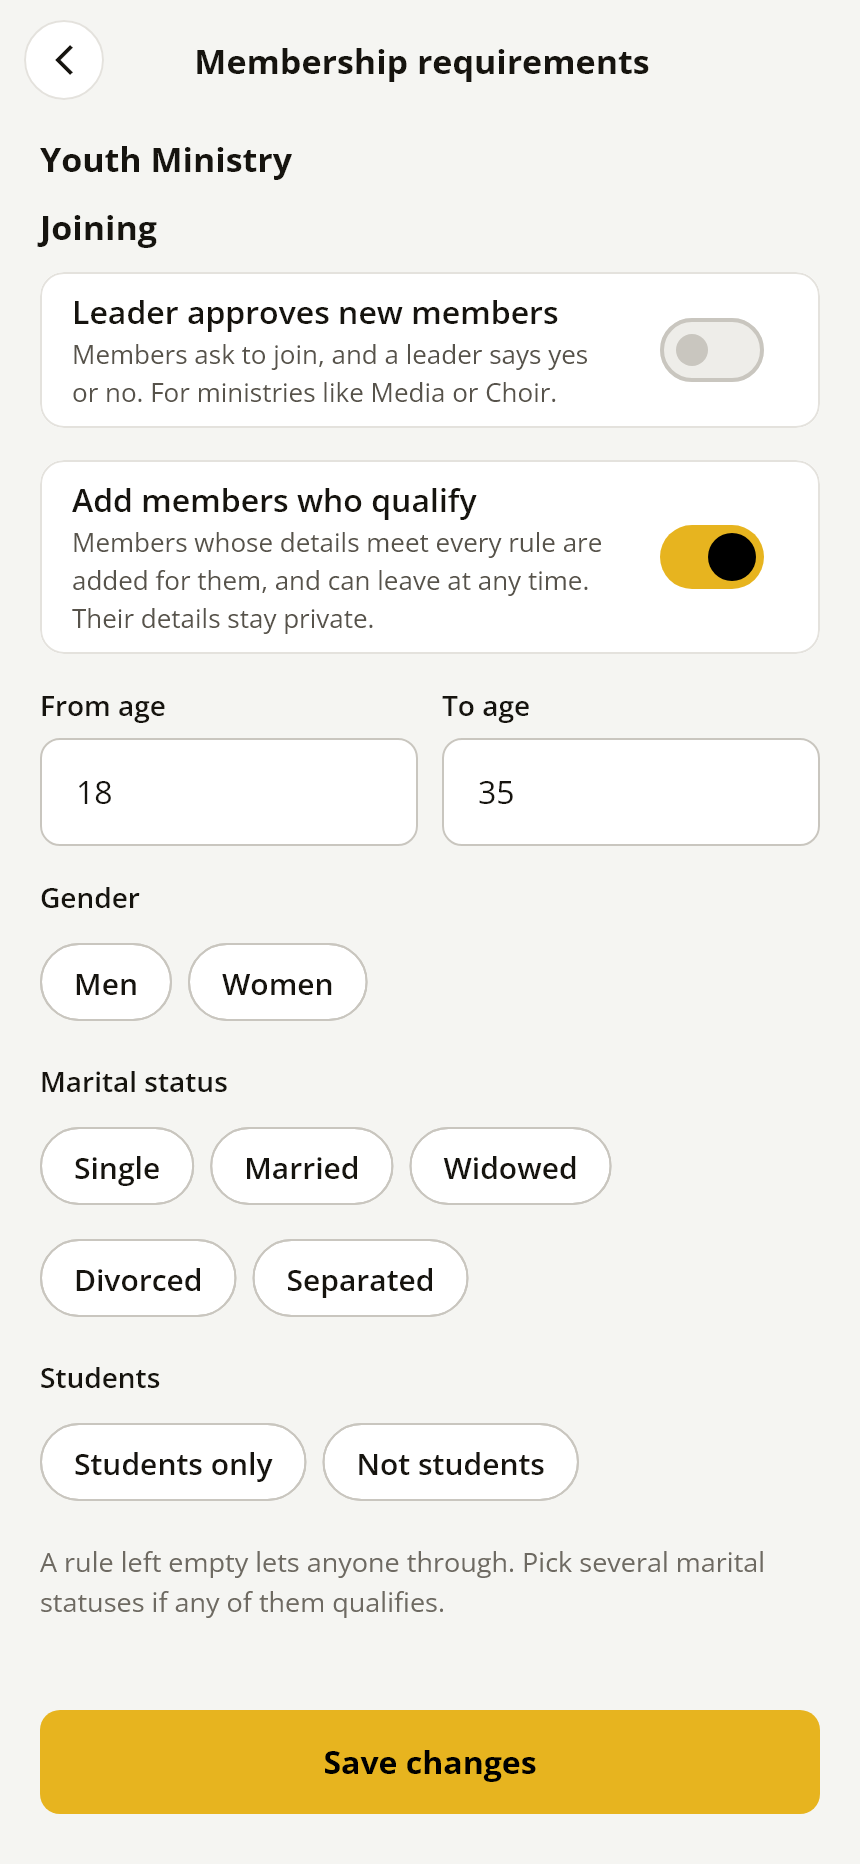 Membership requirements
Youth Ministry
Joining
Leader approves new members
Members ask to join, and a leader says yes
or no. For ministries like Media or Choir.
Add members who qualify
Members whose details meet every rule are
added for them, and can leave at any time.
Their details stay private.
From age
To age
18
35
Gender
Men
Women
Marital status
Single
Married
Widowed
Divorced
Separated
Students
Students only
Not students
A rule left empty lets anyone through. Pick several marital
statuses if any of them qualifies.
Save changes